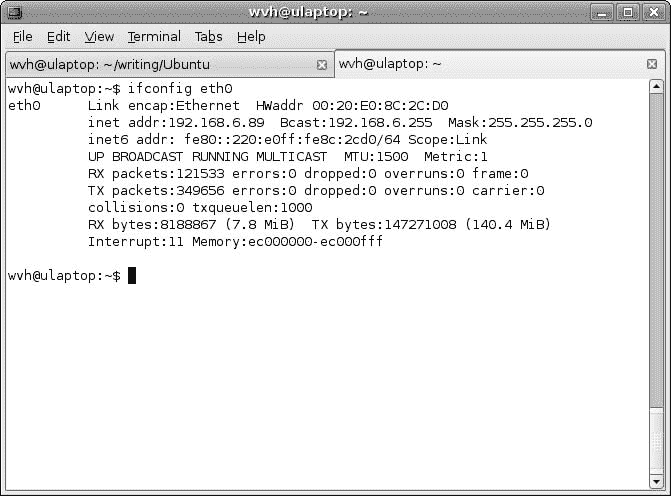 wvh@ulaptop: ~
File Edit View Terminal Tabs Help
wvh@ulaptop: ~/writing/Ubuntu
wvh@ulaptop: ~
wvh@ulaptop:~$ ifconfig eth0
eth0      Link encap:Ethernet  HWaddr 00:20:E0:8C:2C:D0
          inet addr:192.168.6.89  Bcast:192.168.6.255  Mask:255.255.255.0
          inet6 addr: fe80::220:e0ff:fe8c:2cd0/64 Scope:Link
          UP BROADCAST RUNNING MULTICAST  MTU:1500  Metric:1
          RX packets:121533 errors:0 dropped:0 overruns:0 frame:0
          TX packets:349656 errors:0 dropped:0 overruns:0 carrier:0
          collisions:0 txqueuelen:1000
          RX bytes:8188867 (7.8 MiB)  TX bytes:147271008 (140.4 MiB)
          Interrupt:11 Memory:ec000000-ec000fff
wvh@ulaptop:~$